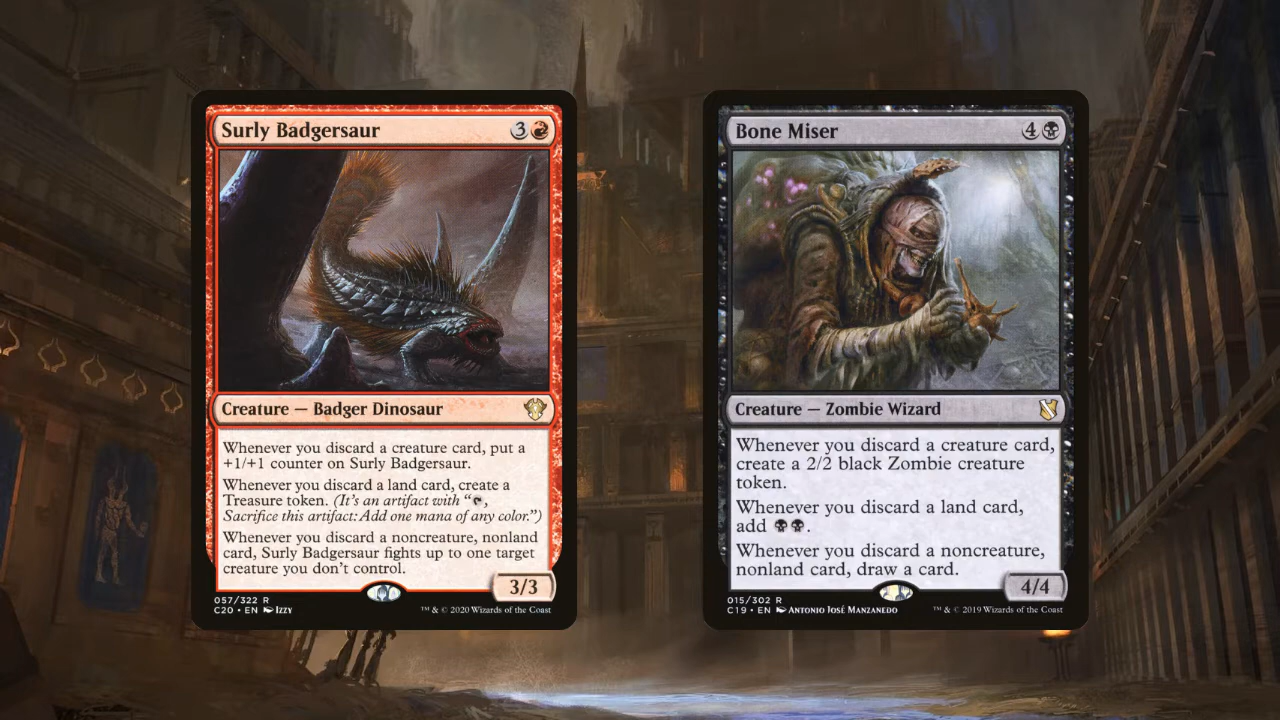 Surly Badgersaur 3
Creature — Badger Dinosaur
Whenever you discard a creature card, put a
+1/+1 counter on Surly Badgersaur.
Whenever you discard a land card, create a
Treasure token. (It's an artifact with “,
Sacrifice this artifact: Add one mana of any color.”)
Whenever you discard a noncreature, nonland
card, Surly Badgersaur fights up to one target
creature you don't control.
3/3
057/322 R
C20 • EN Izzy
™ & © 2020 Wizards of the Coast
Bone Miser 4
Creature — Zombie Wizard
Whenever you discard a creature card,
create a 2/2 black Zombie creature
token.
Whenever you discard a land card,
add .
Whenever you discard a noncreature,
nonland card, draw a card.
4/4
015/302 R
C19 • EN Antonio José Manzanedo
™ & © 2019 Wizards of the Coast